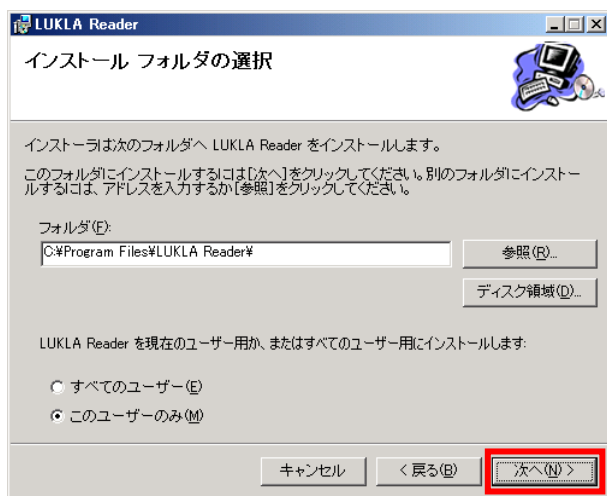 LUKLA Reader
インストール フォルダの選択
インストーラは次のフォルダへ LUKLA Reader をインストールします。
このフォルダにインストールするには[次へ]をクリックしてください。別のフォルダにインストー
ルするには、アドレスを入力するか[参照]をクリックしてください。
フォルダ(F):
C:¥Program Files¥LUKLA Reader¥
参照(R)...
ディスク領域(D)...
LUKLA Reader を現在のユーザー用か、またはすべてのユーザー用にインストールします:
すべてのユーザー(E)
このユーザーのみ(M)
キャンセル
< 戻る(B)
次へ(N) >